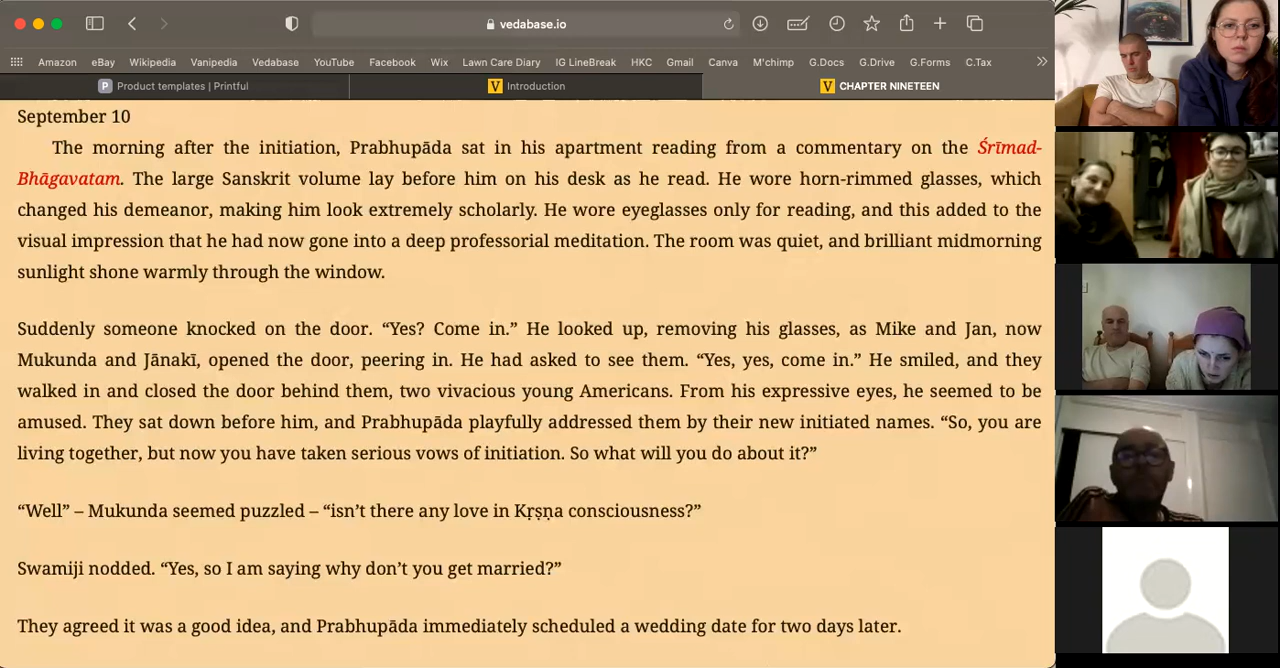 vedabase.io
Amazon eBay Wikipedia Vanipedia Vedabase YouTube Facebook Wix Lawn Care Diary IG LineBreak HKC Gmail Canva M'chimp G.Docs G.Drive G.Forms C.Tax
P Product templates | Printful V Introduction V CHAPTER NINETEEN
September 10
The morning after the initiation, Prabhupāda sat in his apartment reading from a commentary on the Śrīmad-
Bhāgavatam. The large Sanskrit volume lay before him on his desk as he read. He wore horn-rimmed glasses, which
changed his demeanor, making him look extremely scholarly. He wore eyeglasses only for reading, and this added to the
visual impression that he had now gone into a deep professorial meditation. The room was quiet, and brilliant midmorning
sunlight shone warmly through the window.
Suddenly someone knocked on the door. “Yes? Come in.” He looked up, removing his glasses, as Mike and Jan, now
Mukunda and Jānakī, opened the door, peering in. He had asked to see them. “Yes, yes, come in.” He smiled, and they
walked in and closed the door behind them, two vivacious young Americans. From his expressive eyes, he seemed to be
amused. They sat down before him, and Prabhupāda playfully addressed them by their new initiated names. “So, you are
living together, but now you have taken serious vows of initiation. So what will you do about it?”
“Well” – Mukunda seemed puzzled – “isn’t there any love in Kṛṣṇa consciousness?”
Swamiji nodded. “Yes, so I am saying why don’t you get married?”
They agreed it was a good idea, and Prabhupāda immediately scheduled a wedding date for two days later.